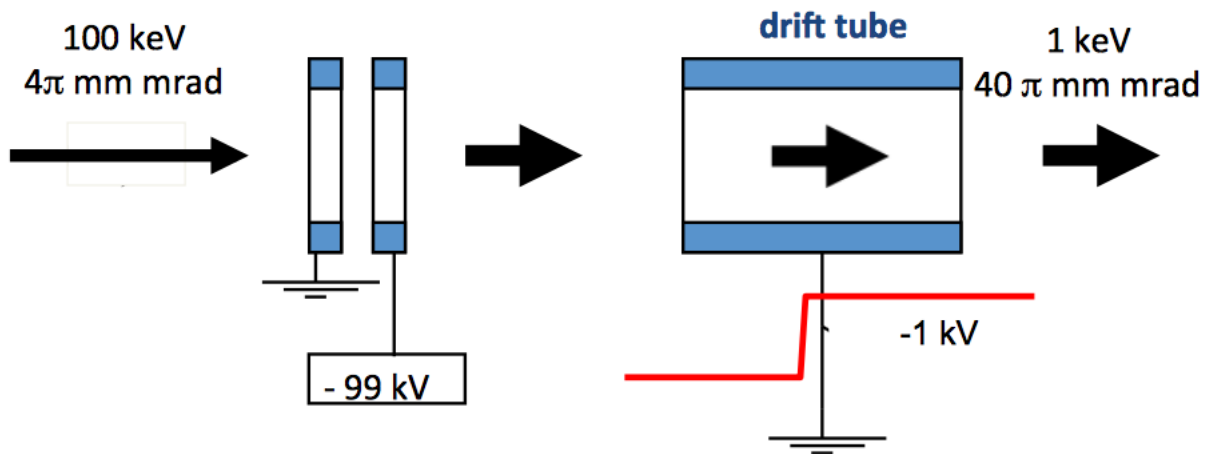 100 keV
4π mm mrad
drift tube
1 keV
40 π mm mrad
- 99 kV
-1 kV